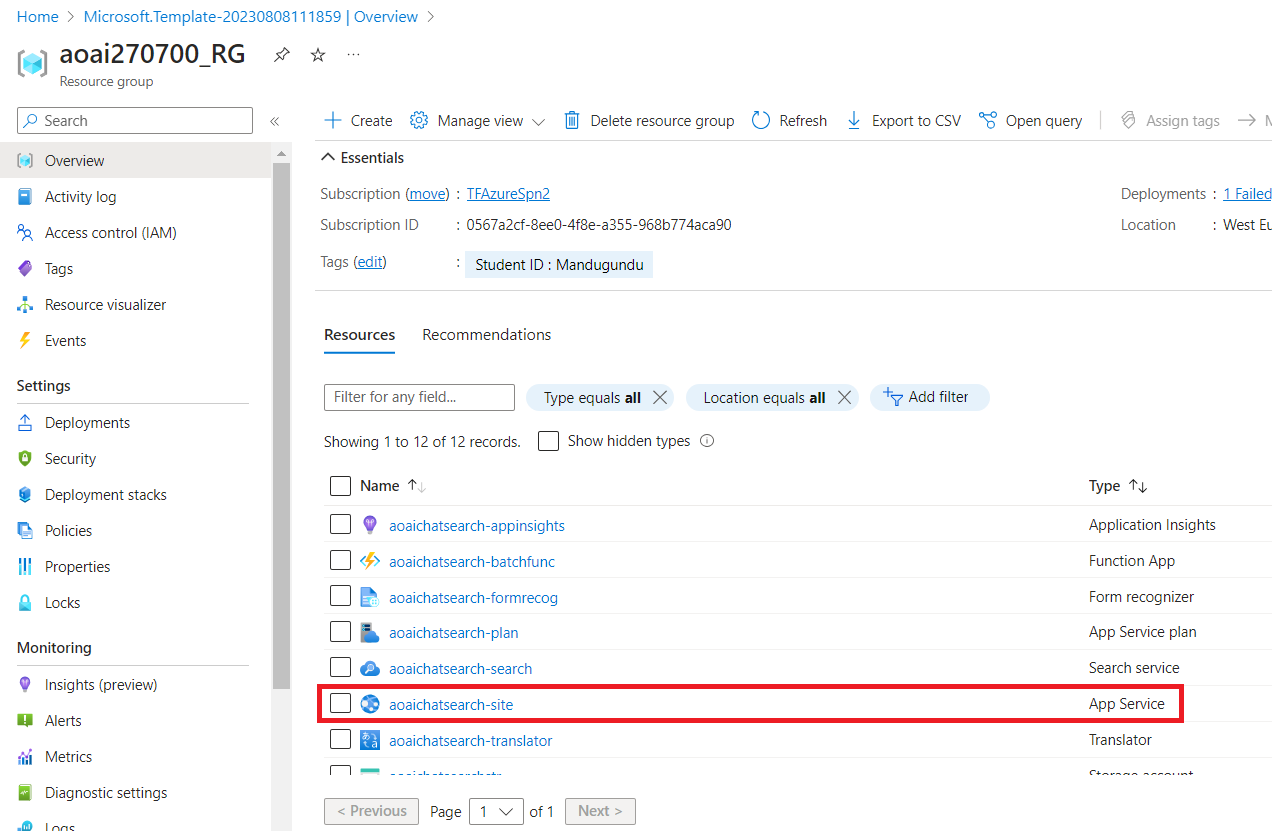 Home > Microsoft.Template-20230808111859 | Overview >
aoai270700_RG
Resource group
Search
Overview
Activity log
Access control (IAM)
Tags
Resource visualizer
Events
Settings
Deployments
Security
Deployment stacks
Policies
Properties
Locks
Monitoring
Insights (preview)
Alerts
Metrics
Diagnostic settings
Logs
Create Manage view Delete resource group Refresh Export to CSV Open query Assign tags
Essentials
Subscription (move) : TFAzureSpn2
Deployments : 1 Failed
Subscription ID : 0567a2cf-8ee0-4f8e-a355-968b774aca90
Location : West Eu
Tags (edit) : Student ID : Mandugundu
Resources Recommendations
Filter for any field... Type equals all Location equals all Add filter
Showing 1 to 12 of 12 records. Show hidden types
Name Type
aoaichatsearch-appinsights Application Insights
aoaichatsearch-batchfunc Function App
aoaichatsearch-formrecog Form recognizer
aoaichatsearch-plan App Service plan
aoaichatsearch-search Search service
aoaichatsearch-site App Service
aoaichatsearch-translator Translator
Storage account
< Previous Page 1 of 1 Next >